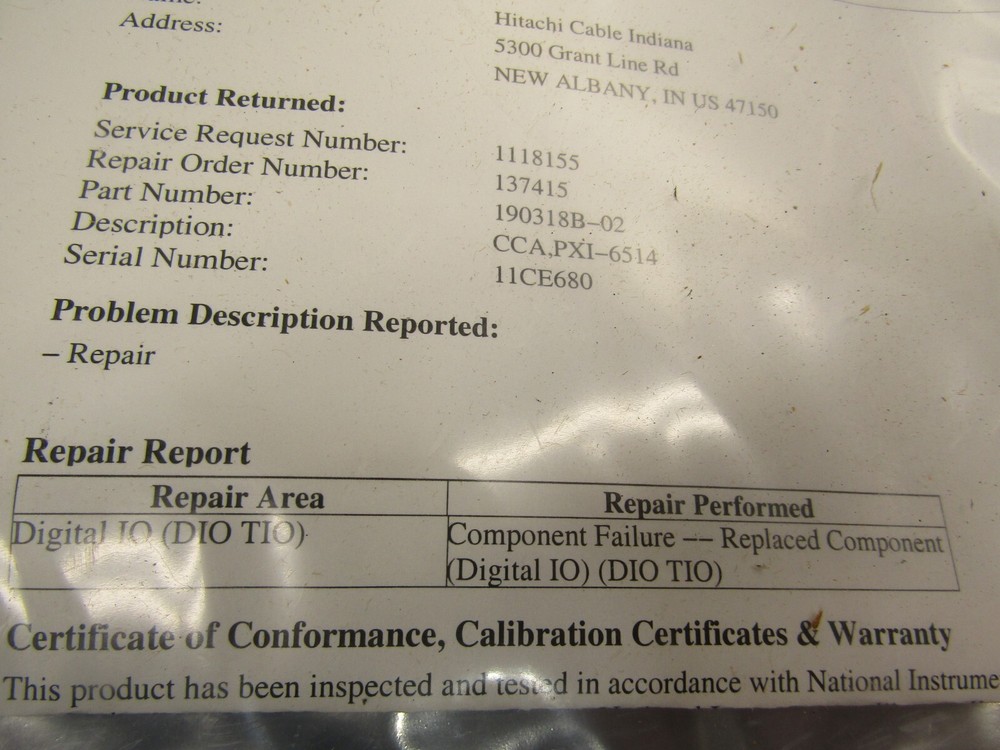 Address:
Hitachi Cable Indiana
5300 Grant Line Rd
NEW ALBANY, IN US 47150
Product Returned:
Service Request Number: 1118155
Repair Order Number: 137415
Part Number: 190318B-02
Description: CCA,PXI-6514
Serial Number: 11CE680
Problem Description Reported:
- Repair
Repair Report
Repair Area Repair Performed
Digital IO (DIO TIO) Component Failure -- Replaced Component
(Digital IO) (DIO TIO)
Certificate of Conformance, Calibration Certificates & Warranty
This product has been inspected and tested in accordance with National Instrume